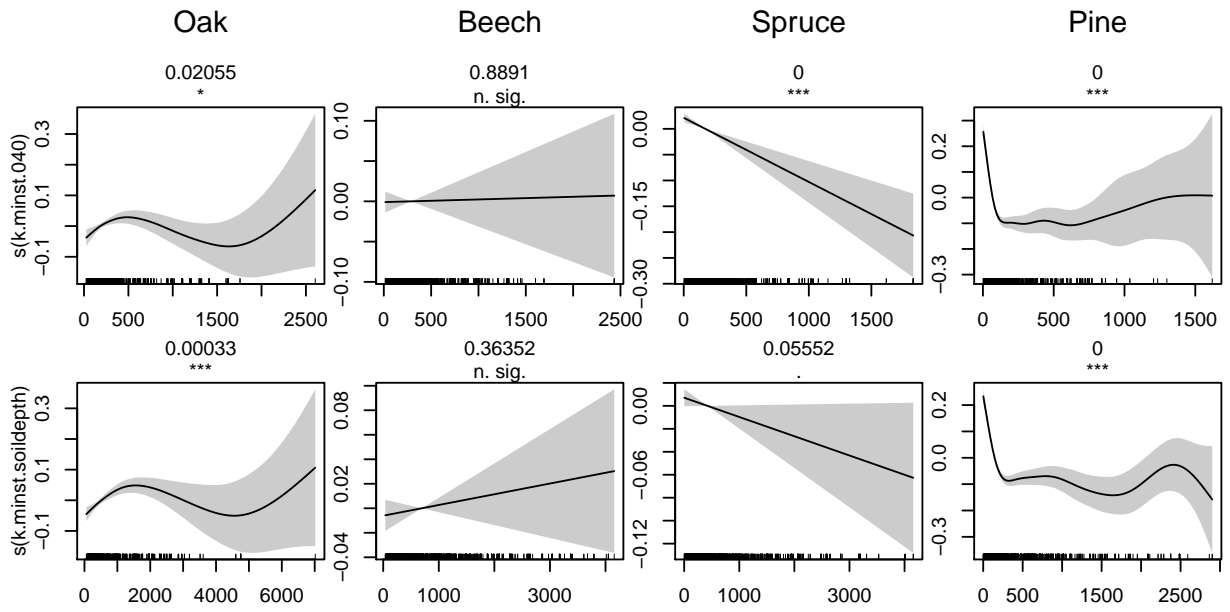 Oak Beech Spruce Pine
0.02055 0.8891 0 0
* n. sig. *** ***
s(k.minst.040)
0.3 0.1 −0.1
0.10 0.00 −0.10
0.00 −0.15 −0.30
0.2 0.0 −0.3
0 500 1500 2500
0 500 1500 2500
0 500 1000 1500
0 500 1000 1500
0.00033 0.36352 0.05552 0
*** n. sig. . ***
s(k.minst.soildepth)
0.3 0.1 −0.1
0.08 0.02 −0.04
0.00 −0.06 −0.12
0.2 0.0 −0.3
0 2000 4000 6000
0 1000 3000
0 1000 3000
0 500 1500 2500